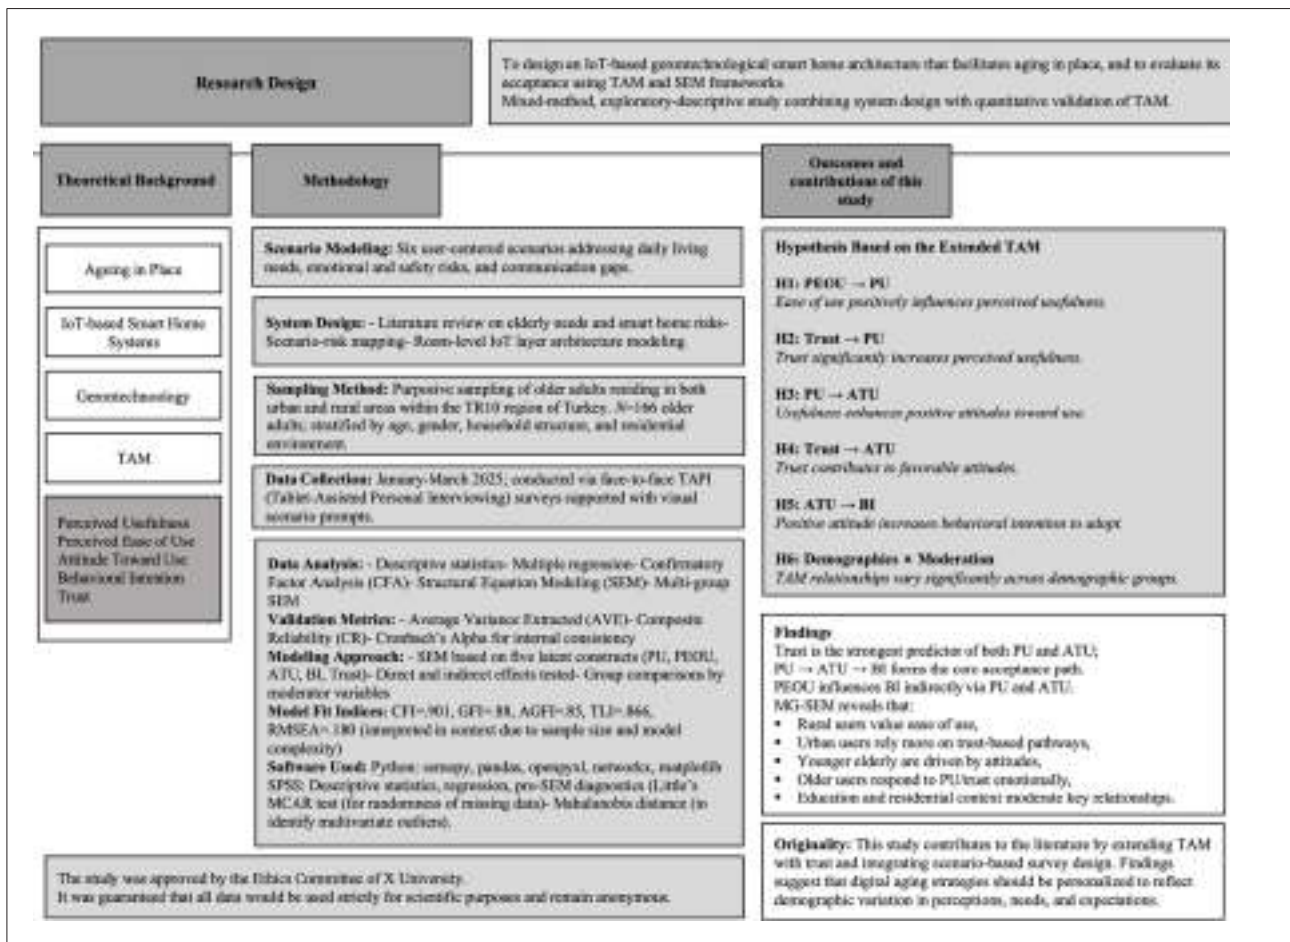 Research Design
To design an IoT-based gerontechnological smart home architecture that facilitates aging in place, and to evaluate its
acceptance using TAM and SEM frameworks.
Mixed-method, exploratory-descriptive study combining system design with quantitative validation of TAM.
Theoretical Background
Ageing in Place
IoT-based Smart Home
Systems
Gerontechnology
TAM
Perceived Usefulness
Perceived Ease of Use
Attitude Toward Use
Behavioral Intention
Trust
Methodology
Scenario Modeling: Six user-centered scenarios addressing daily living
needs, emotional and safety risks, and communication gaps.
System Design: - Literature review on elderly needs and smart home risks-
Scenario-risk mapping- Room-level IoT layer architecture modeling
Sampling Method: Purposive sampling of older adults residing in both
urban and rural areas within the TR10 region of Turkey. N=166 older
adults; stratified by age, gender, household structure, and residential
environment.
Data Collection: January-March 2025; conducted via face-to-face TAPI
(Tablet-Assisted Personal Interviewing) surveys supported with visual
scenario prompts.
Data Analysis: - Descriptive statistics- Multiple regression- Confirmatory
Factor Analysis (CFA)- Structural Equation Modeling (SEM)- Multi-group
SEM
Validation Metrics: - Average Variance Extracted (AVE)- Composite
Reliability (CR)- Cronbach's Alpha for internal consistency
Modeling Approach: - SEM based on five latent constructs (PU, PEOU,
ATU, BI, Trust)- Direct and indirect effects tested- Group comparisons by
moderator variables
Model Fit Indices: CFI=.901, GFI=.88, AGFI=.85, TLI=.866,
RMSEA=.180 (interpreted in context due to sample size and model
complexity)
Software Used: Python: semopy, pandas, openpyxl, networkx, matplotlib
SPSS: Descriptive statistics, regression, pre-SEM diagnostics (Little's
MCAR test (for randomness of missing data)- Mahalanobis distance (to
identify multivariate outliers).
The study was approved by the Ethics Committee of X University.
It was guaranteed that all data would be used strictly for scientific purposes and remain anonymous.
Outcomes and
contributions of this
study
Hypothesis Based on the Extended TAM
H1: PEOU → PU
Ease of use positively influences perceived usefulness.
H2: Trust → PU
Trust significantly increases perceived usefulness.
H3: PU → ATU
Usefulness enhances positive attitudes toward use.
H4: Trust → ATU
Trust contributes to favorable attitudes.
H5: ATU → BI
Positive attitude increases behavioral intention to adopt
H6: Demographics × Moderation
TAM relationships vary significantly across demographic groups.
Findings
Trust is the strongest predictor of both PU and ATU;
PU → ATU → BI forms the core acceptance path.
PEOU influences BI indirectly via PU and ATU.
MG-SEM reveals that:
• Rural users value ease of use,
• Urban users rely more on trust-based pathways,
• Younger elderly are driven by attitudes,
• Older users respond to PU/trust emotionally,
• Education and residential context moderate key relationships.
Originality: This study contributes to the literature by extending TAM
with trust and integrating scenario-based survey design. Findings
suggest that digital aging strategies should be personalized to reflect
demographic variation in perceptions, needs, and expectations.